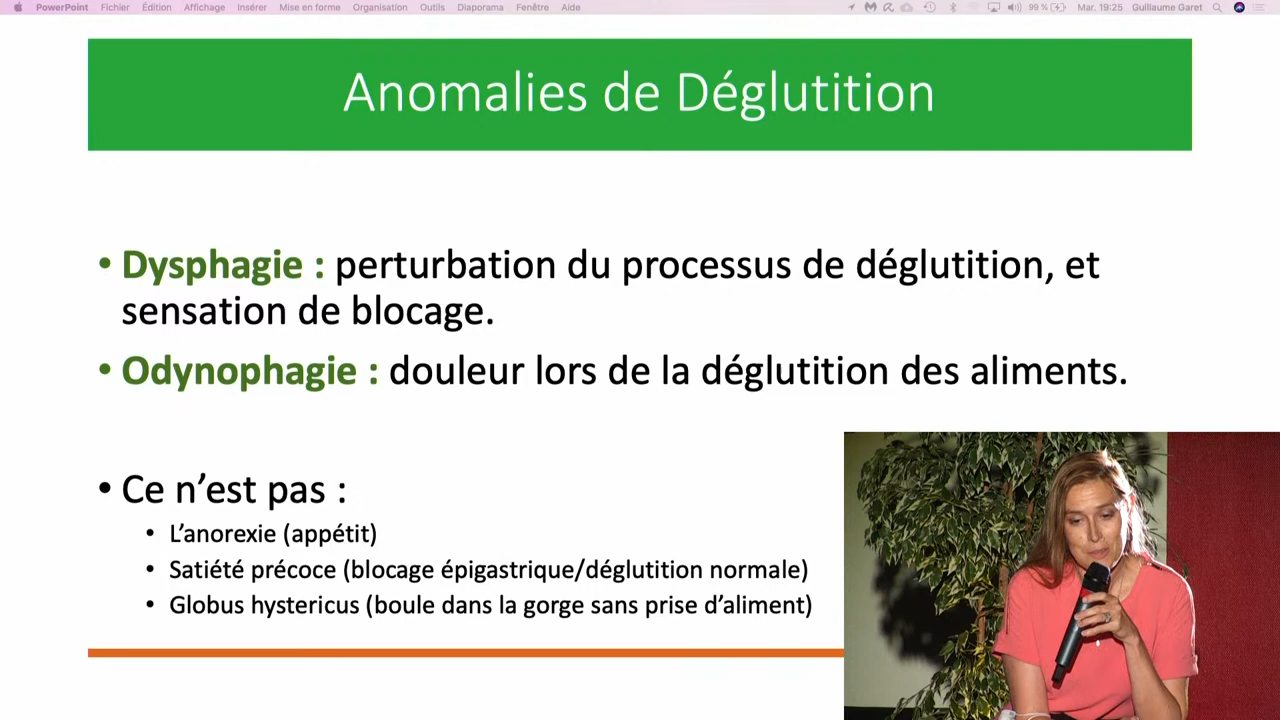 PowerPoint Fichier Édition Affichage Insérer Mise en forme Organisation Outils Diaporama Fenêtre Aide 99 % Mar. 19:25 Guillaume Garet
Anomalies de Déglutition
• Dysphagie : perturbation du processus de déglutition, et
sensation de blocage.
• Odynophagie : douleur lors de la déglutition des aliments.
• Ce n’est pas :
• L’anorexie (appétit)
• Satiété précoce (blocage épigastrique/déglutition normale)
• Globus hystericus (boule dans la gorge sans prise d’aliment)